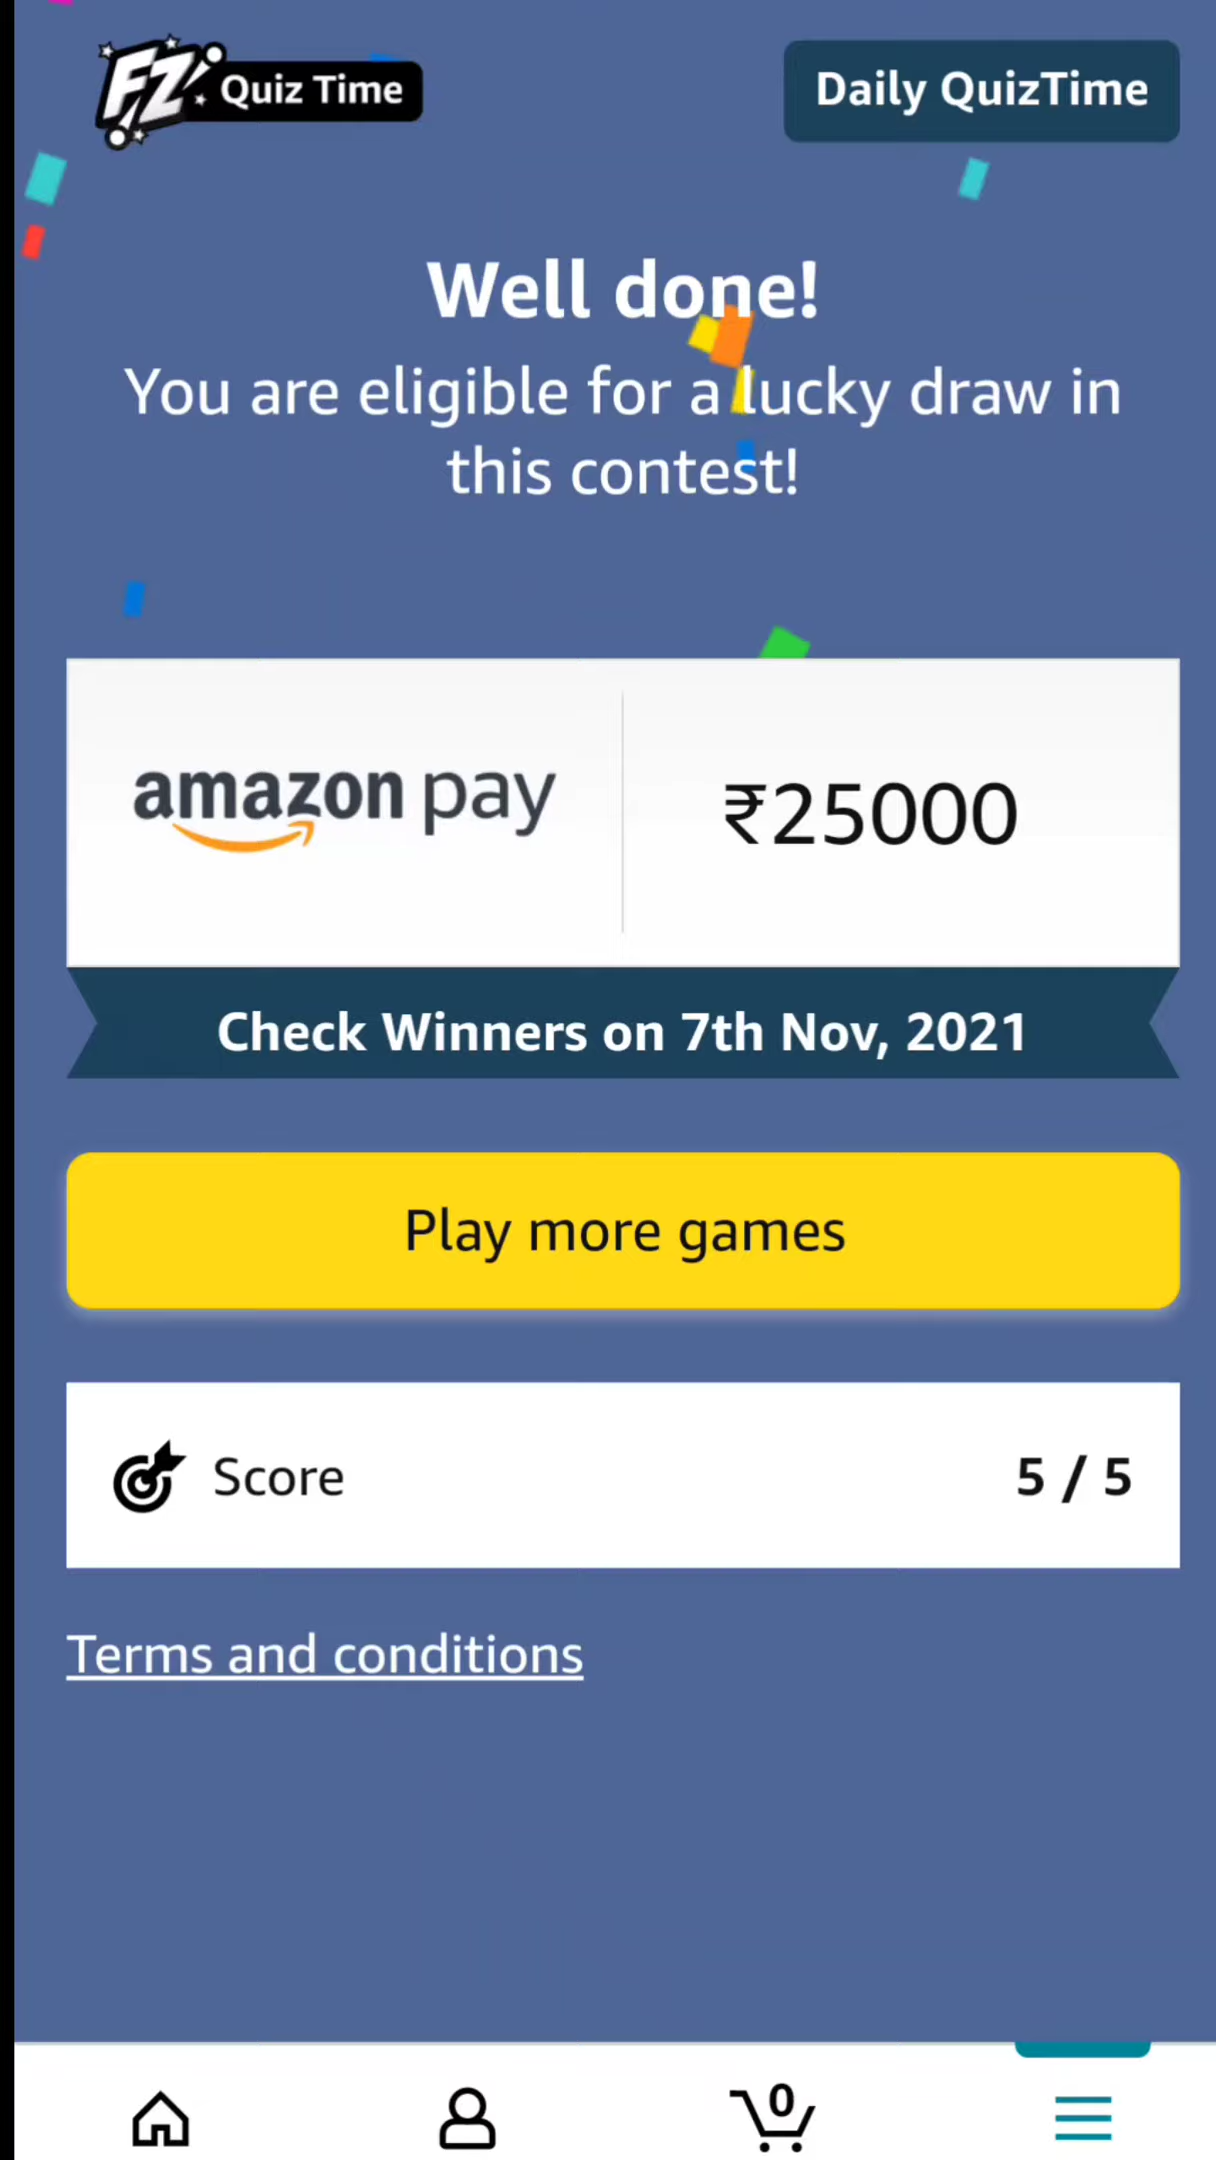 FZ Quiz Time
Daily QuizTime
Well done!
You are eligible for a lucky draw in
this contest!
amazon pay
₹25000
Check Winners on 7th Nov, 2021
Play more games
Score
5 / 5
Terms and conditions
0